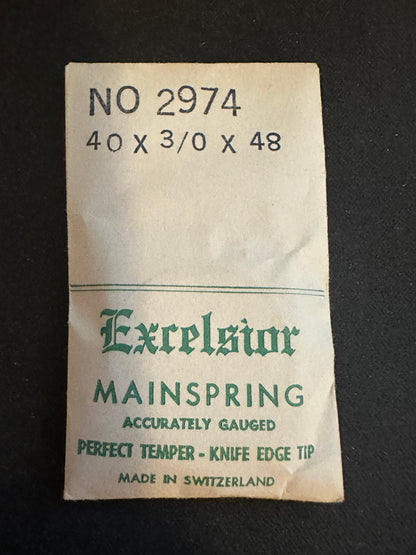 NO 2974
40 X 3/0 X 48
Excelsior
MAINSPRING
ACCURATELY GAUGED
PERFECT TEMPER - KNIFE EDGE TIP
MADE IN SWITZERLAND